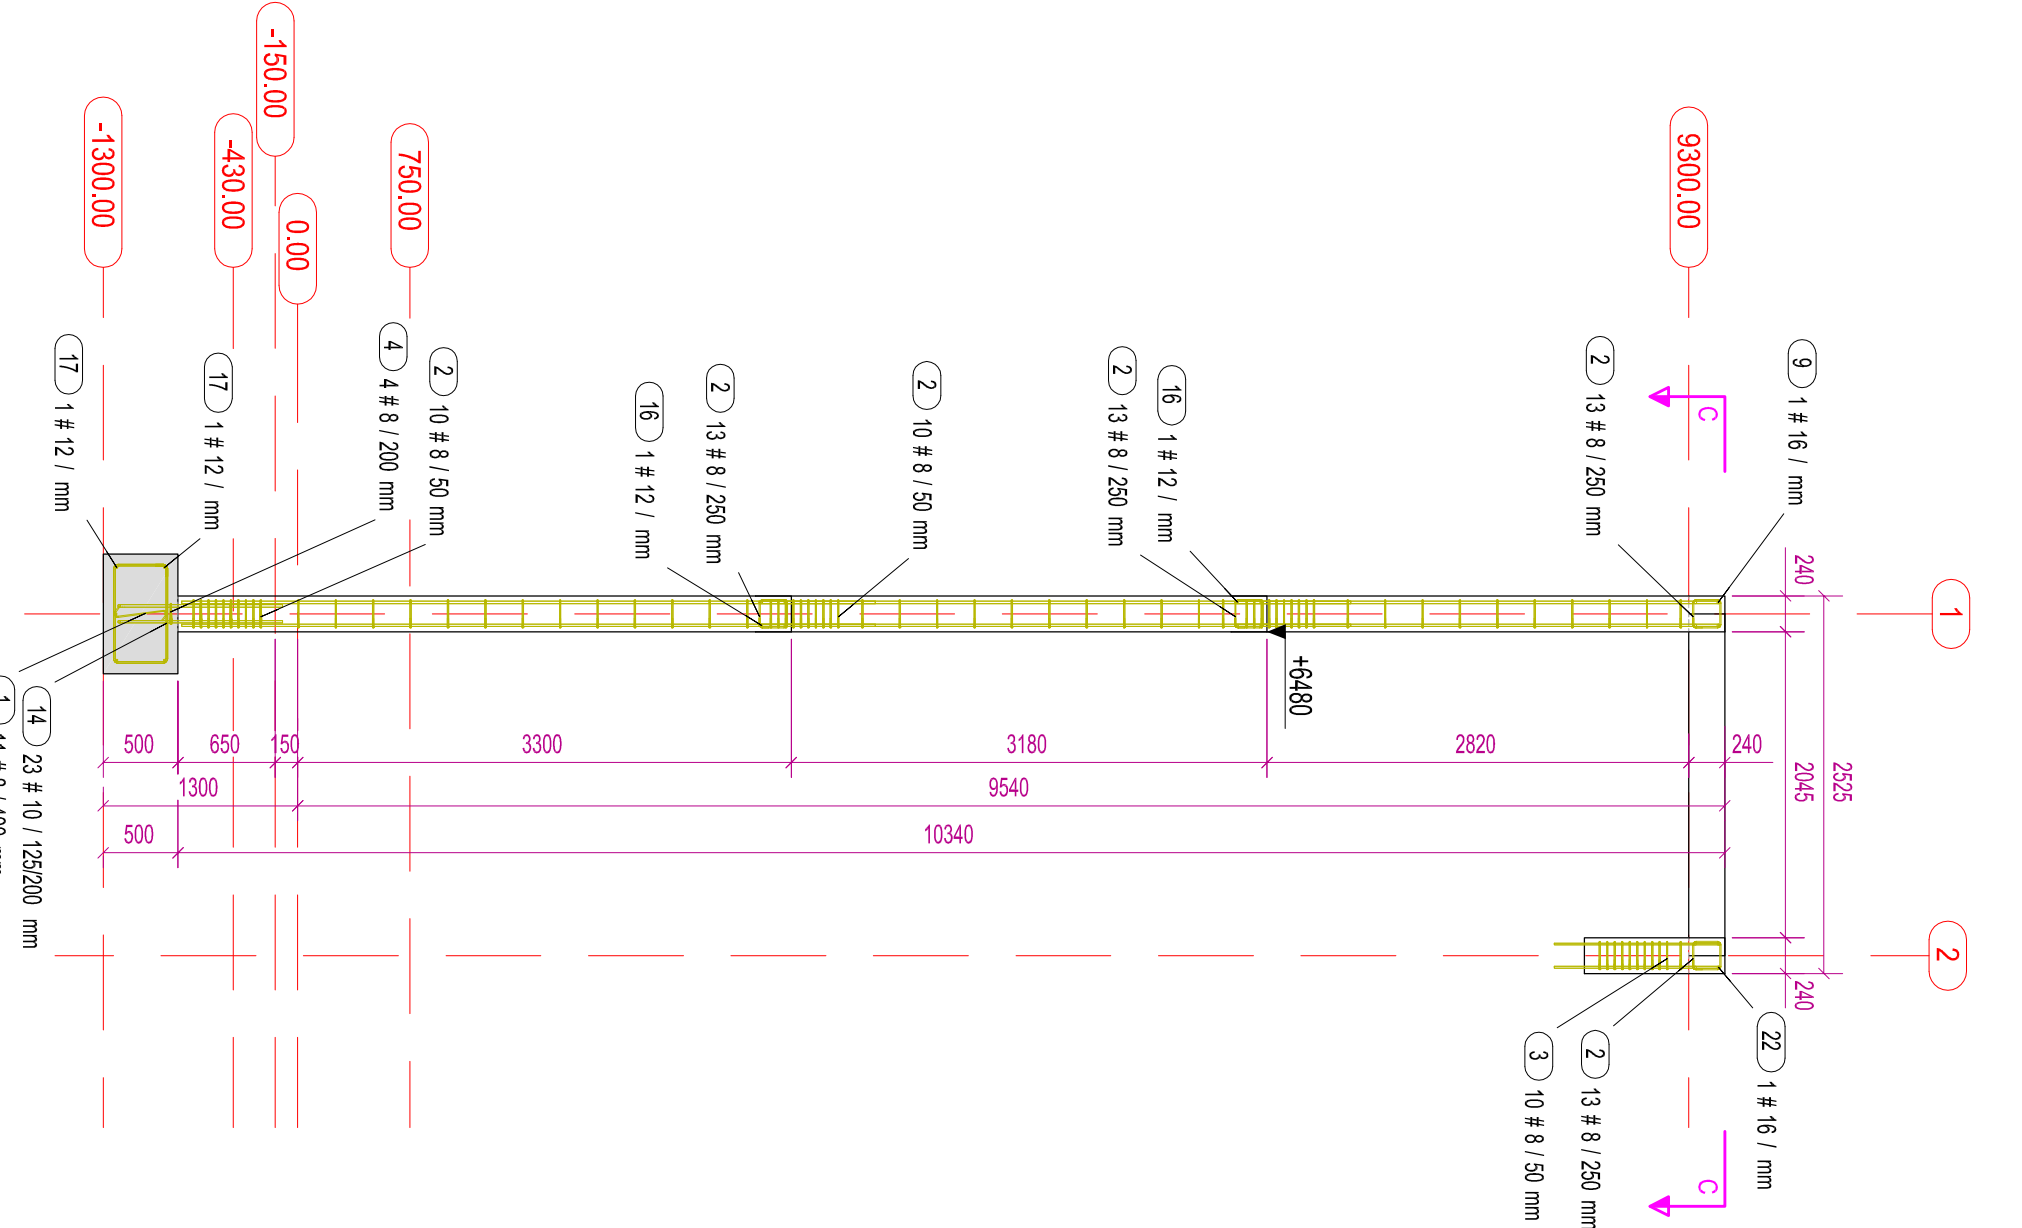 -150.00
-1300.00
-430.00
0.00
750.00
9300.00
17 1 # 12 / mm
17 1 # 12 / mm
4 4 # 8 / 200 mm
2 10 # 8 / 50 mm
16 1 # 12 / mm
2 13 # 8 / 250 mm
2 10 # 8 / 50 mm
2 13 # 8 / 250 mm
16 1 # 12 / mm
2 13 # 8 / 250 mm
9 1 # 16 / mm
C
1
240
2525
2045
240
2
+6480
500
650
150
3300
3180
2820
240
1300
9540
500
10340
14 23 # 10 / 125/200 mm
22 1 # 16 / mm
2 13 # 8 / 250 mm
3 10 # 8 / 50 mm
C